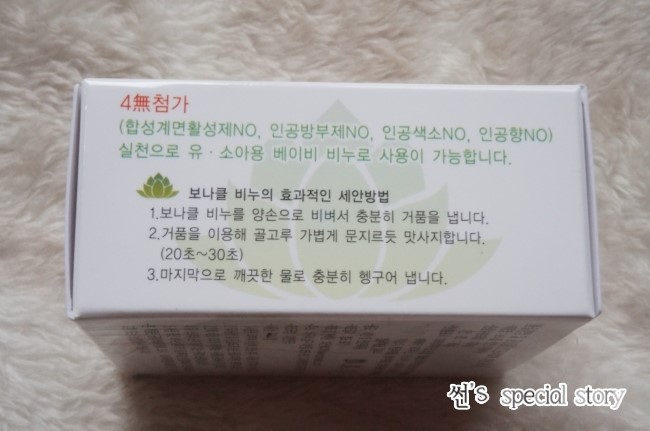 4無첨가
(합성계면활성제NO, 인공방부제NO, 인공색소NO, 인공향NO)
실천으로 유 · 소아용 베이비 비누로 사용이 가능합니다.
보나클 비누의 효과적인 세안방법
1.보나클 비누를 양손으로 비벼서 충분히 거품을 냅니다.
2.거품을 이용해 골고루 가볍게 문지르듯 맛사지합니다.
(20초~30초)
3.마지막으로 깨끗한 물로 충분히 헹구어 냅니다.
썬's special story